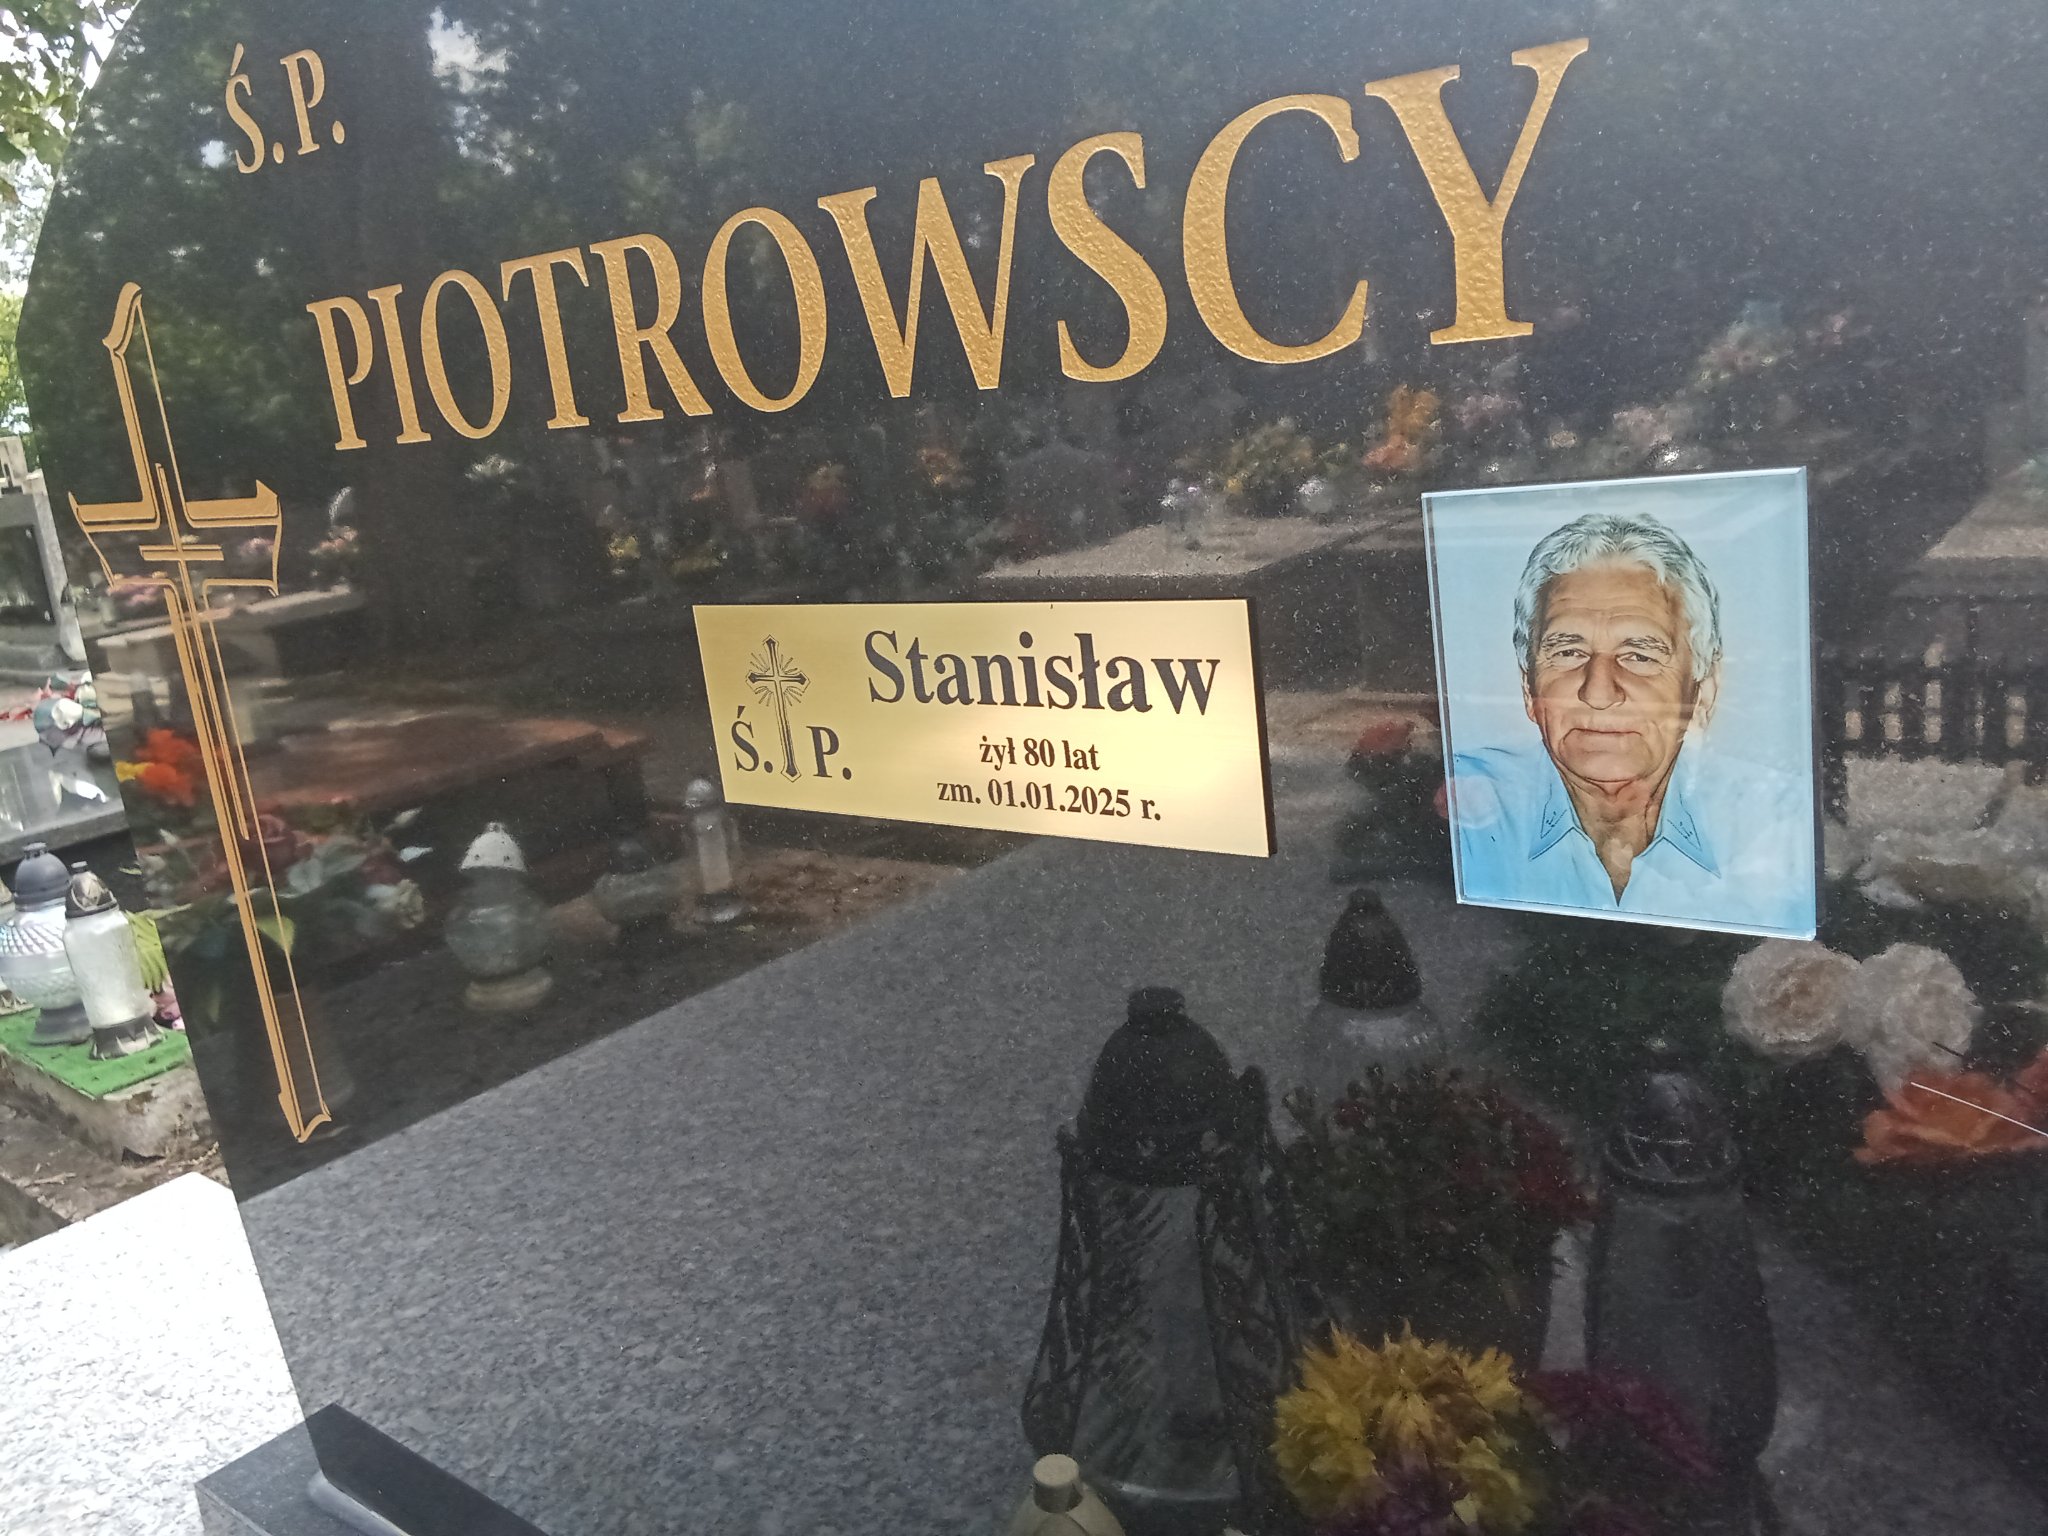 Ś.P.
PIOTROWSCY
Stanisław
Ś. P.
żył 80 lat
zm. 01.01.2025 r.